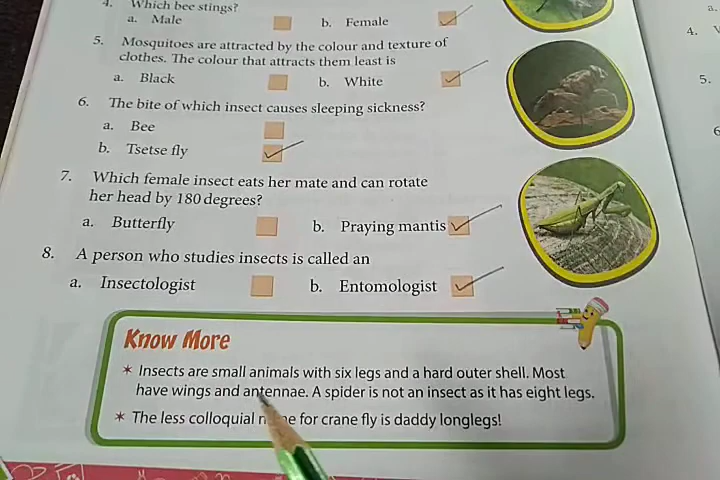 4. Which bee stings?
a. Male b. Female
5. Mosquitoes are attracted by the colour and texture of
clothes. The colour that attracts them least is
a. Black b. White
6. The bite of which insect causes sleeping sickness?
a. Bee
b. Tsetse fly
7. Which female insect eats her mate and can rotate
her head by 180 degrees?
a. Butterfly b. Praying mantis
8. A person who studies insects is called an
a. Insectologist b. Entomologist
Know More
* Insects are small animals with six legs and a hard outer shell. Most
have wings and antennae. A spider is not an insect as it has eight legs.
* The less colloquial for crane fly is daddy longlegs!
a.
4.
5.
6